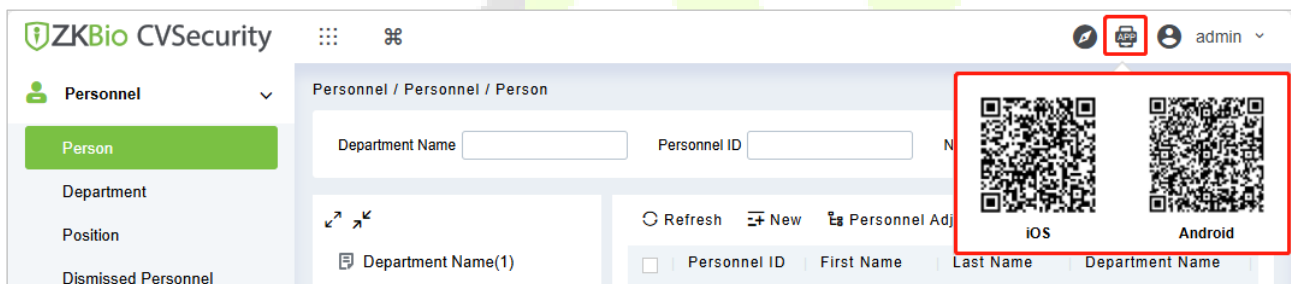 ZKBio CVSecurity
APP
admin
Personnel
Personnel / Personnel / Person
Person
Department Name
Personnel ID
N
Department
Position
Dismissed Personnel
Department Name(1)
Refresh
New
Personnel Adj
iOS
Android
Personnel ID
First Name
Last Name
Department Name